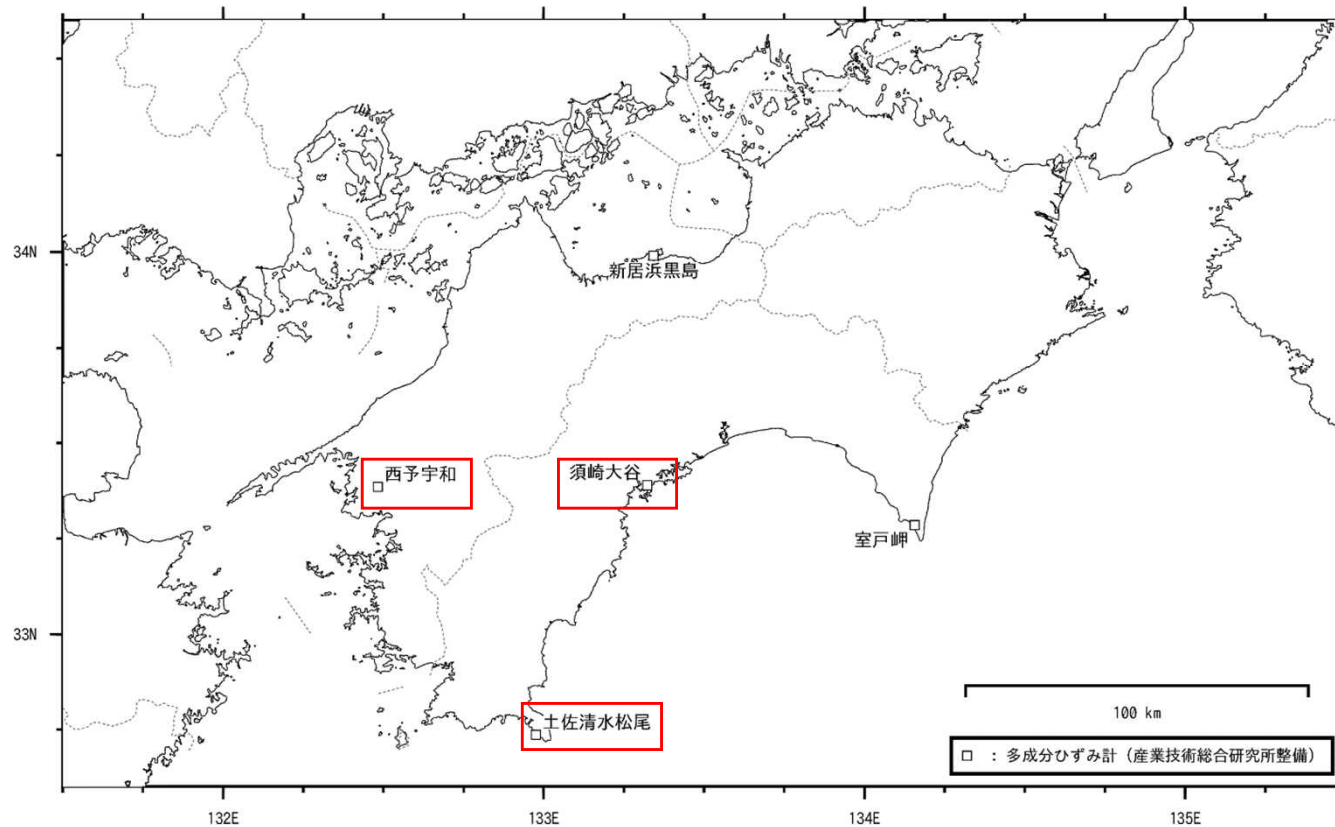 34N
新居浜黒島
西予宇和
須崎大谷
室戸岬
33N
土佐清水松尾
100 km
□ : 多成分ひずみ計（産業技術総合研究所整備）
132E
133E
134E
135E